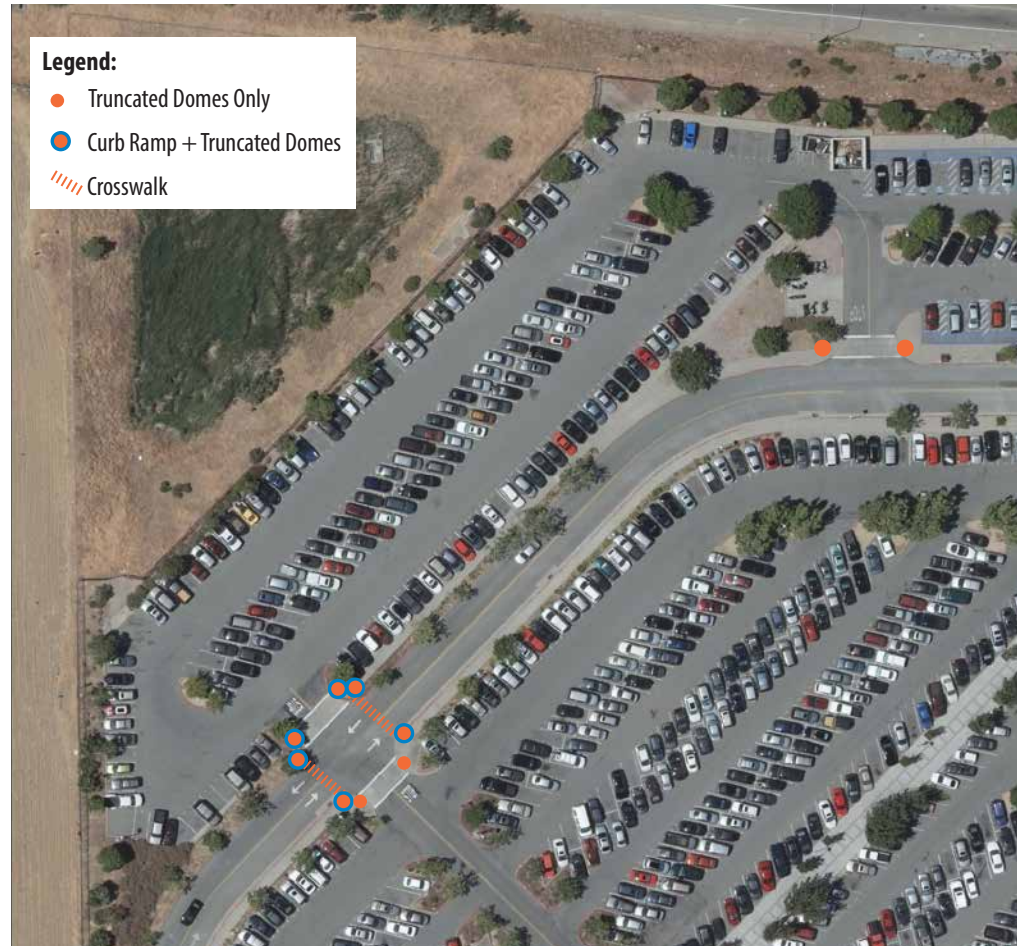 Legend:
Truncated Domes Only
Curb Ramp + Truncated Domes
Crosswalk